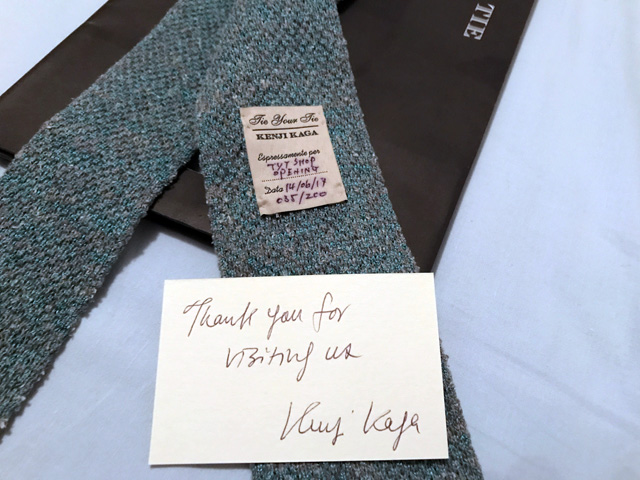 TIE
Tie Your Tie
KENJI KAGA
Espressamente per
TYT SHOP
OPENING
Data 14/06/17
035/200
Thank you for
visiting us
Kenji Kaga